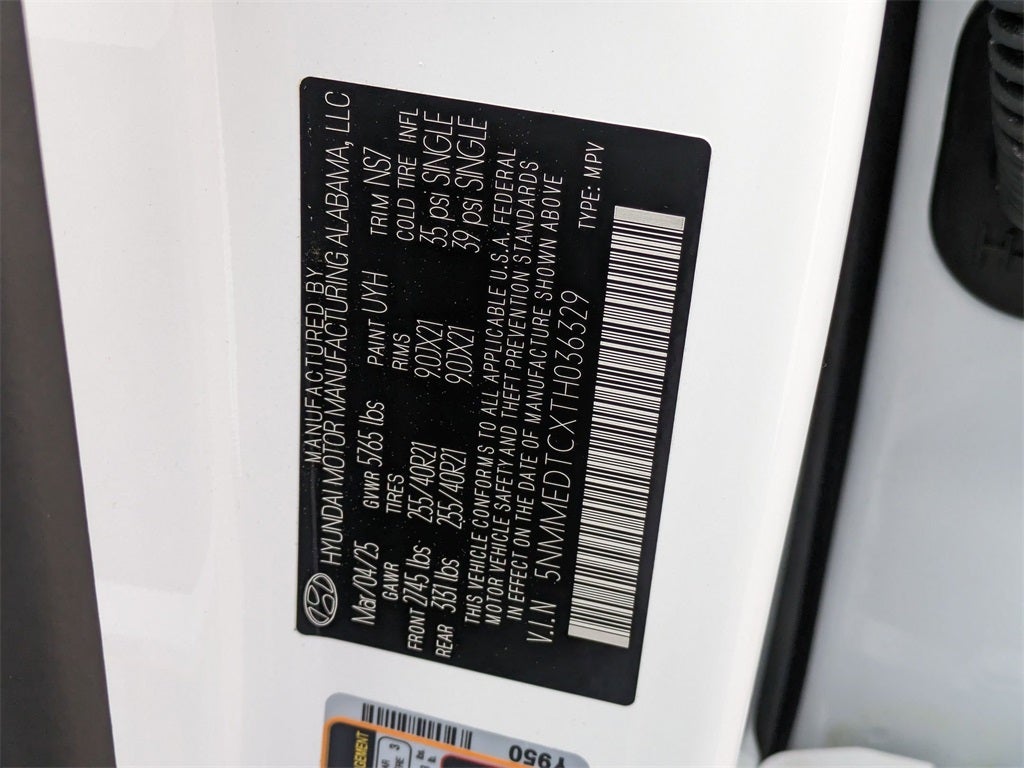 MANUFACTURED BY
HYUNDAI MOTOR MANUFACTURING ALABAMA, LLC
Mar/04/25 GVWR 5765 lbs PAINT UYH TRIM NS7
GAWR TIRES RIMS COLD TIRE INFL
FRONT 2745 lbs 255/40R21 9.0JX21 35 psi SINGLE
REAR 3131 lbs 255/40R21 9.0JX21 39 psi SINGLE
THIS VEHICLE CONFORMS TO ALL APPLICABLE U.S.A. FEDERAL
MOTOR VEHICLE SAFETY AND THEFT PREVENTION STANDARDS
IN EFFECT ON THE DATE OF MANUFACTURE SHOWN ABOVE
V.I.N 5NMMEDTCXTH036329 TYPE: MPV
Y950